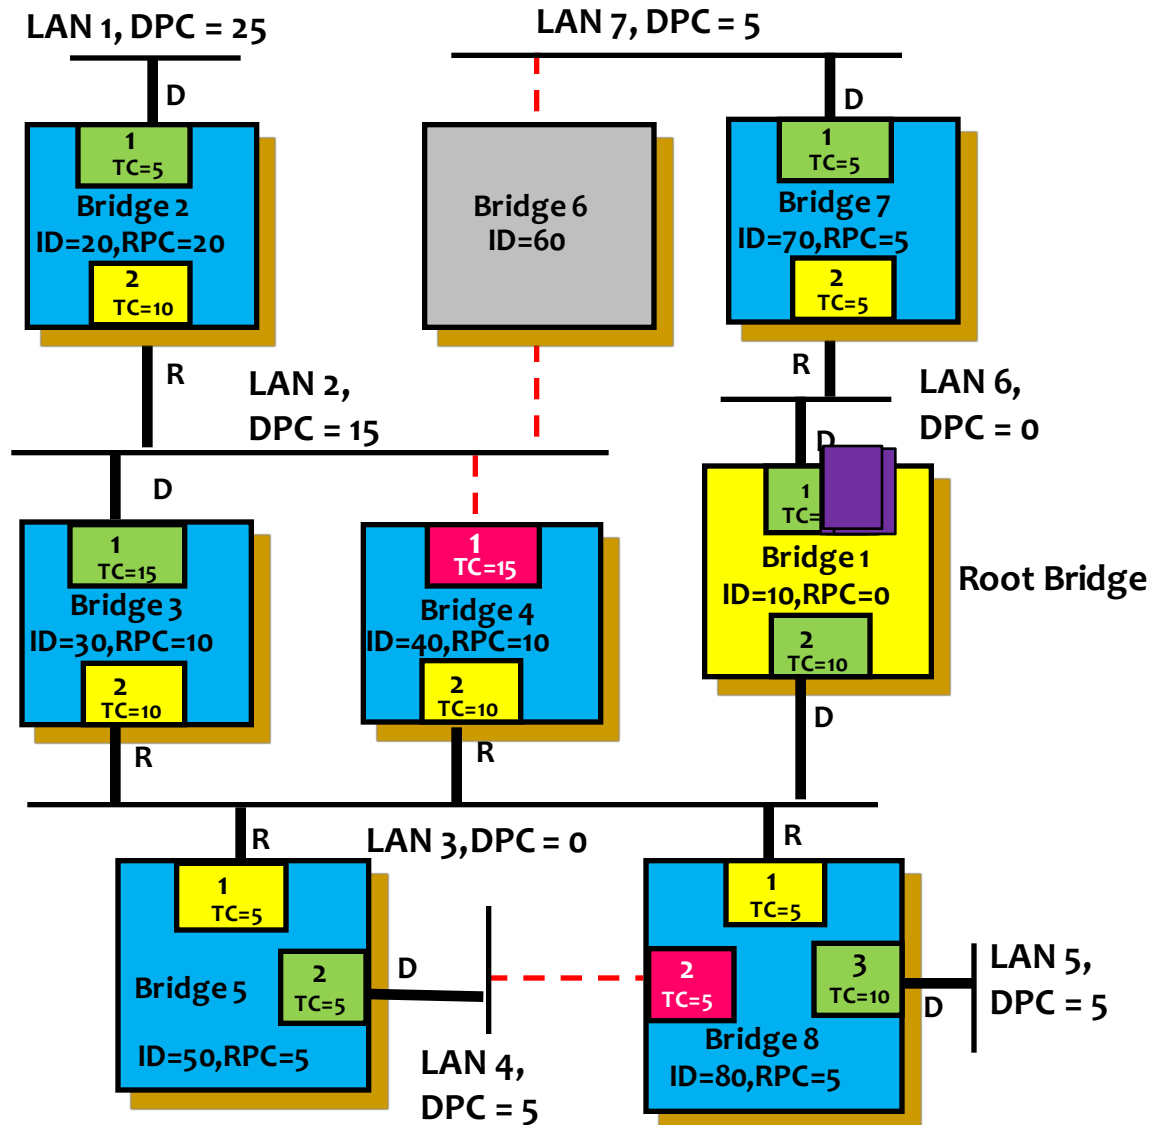 LAN 1, DPC = 25
LAN 7, DPC = 5
D
1
TC=5
Bridge 2
ID=20,RPC=20
2
TC=10
R
Bridge 6
ID=60
D
1
TC=5
Bridge 7
ID=70,RPC=5
2
TC=5
R
LAN 2,
DPC = 15
LAN 6,
DPC = 0
D
1
TC=15
Bridge 3
ID=30,RPC=10
2
TC=10
R
1
TC=15
Bridge 4
ID=40,RPC=10
2
TC=10
R
D
1
TC=
Bridge 1
ID=10,RPC=0
2
TC=10
D
Root Bridge
LAN 3,DPC = 0
R
1
TC=5
2
TC=5
D
Bridge 5
ID=50,RPC=5
LAN 4,
DPC = 5
R
1
TC=5
2
TC=5
3
TC=10
D
Bridge 8
ID=80,RPC=5
LAN 5,
DPC = 5